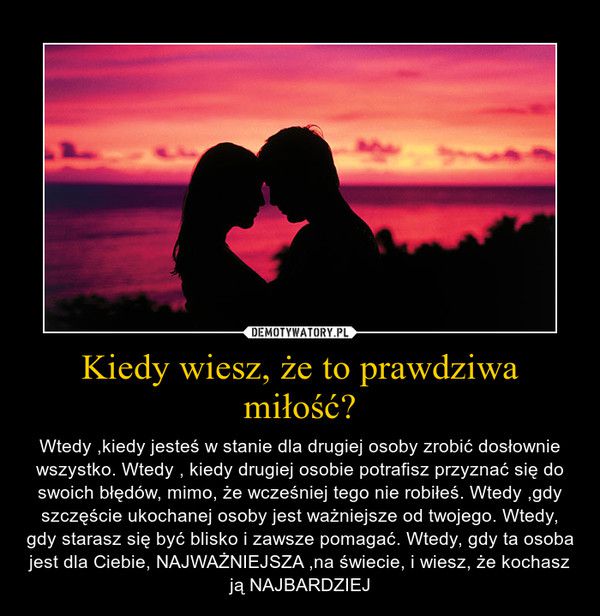 DEMOTYWATORY.PL
Kiedy wiesz, że to prawdziwa
miłość?
Wtedy ,kiedy jesteś w stanie dla drugiej osoby zrobić dosłownie
wszystko. Wtedy , kiedy drugiej osobie potrafisz przyznać się do
swoich błędów, mimo, że wcześniej tego nie robiłeś. Wtedy ,gdy
szczęście ukochanej osoby jest ważniejsze od twojego. Wtedy,
gdy starasz się być blisko i zawsze pomagać. Wtedy, gdy ta osoba
jest dla Ciebie, NAJWAŻNIEJSZA ,na świecie, i wiesz, że kochasz
ją NAJBARDZIEJ